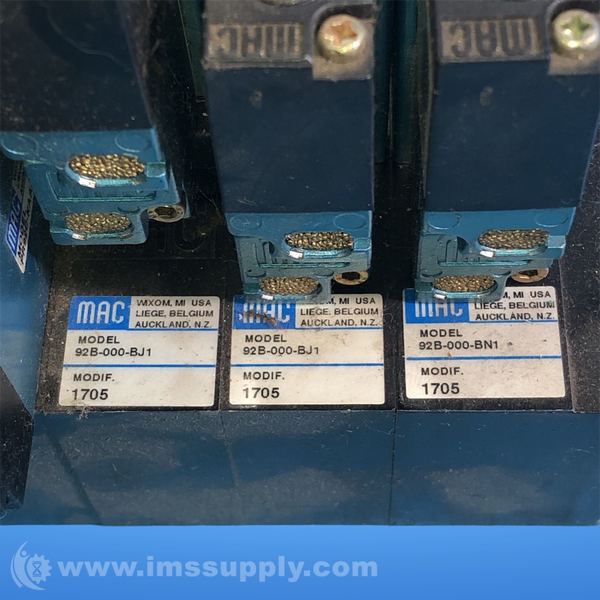 MAC
MAC
MAC
WIXOM, MI USA
LIEGE, BELGIUM
AUCKLAND, N.Z.
MODEL
92B-000-BJ1
MODIF.
1705
MAC
MI USA
LIEGE, BELGIUM
AUCKLAND, N.Z.
MODEL
92B-000-BJ1
MODIF.
1705
MAC
MI USA
LIEGE, BELGIUM
AUCKLAND, N.Z.
MODEL
92B-000-BN1
MODIF.
1705
www.imssupply.com